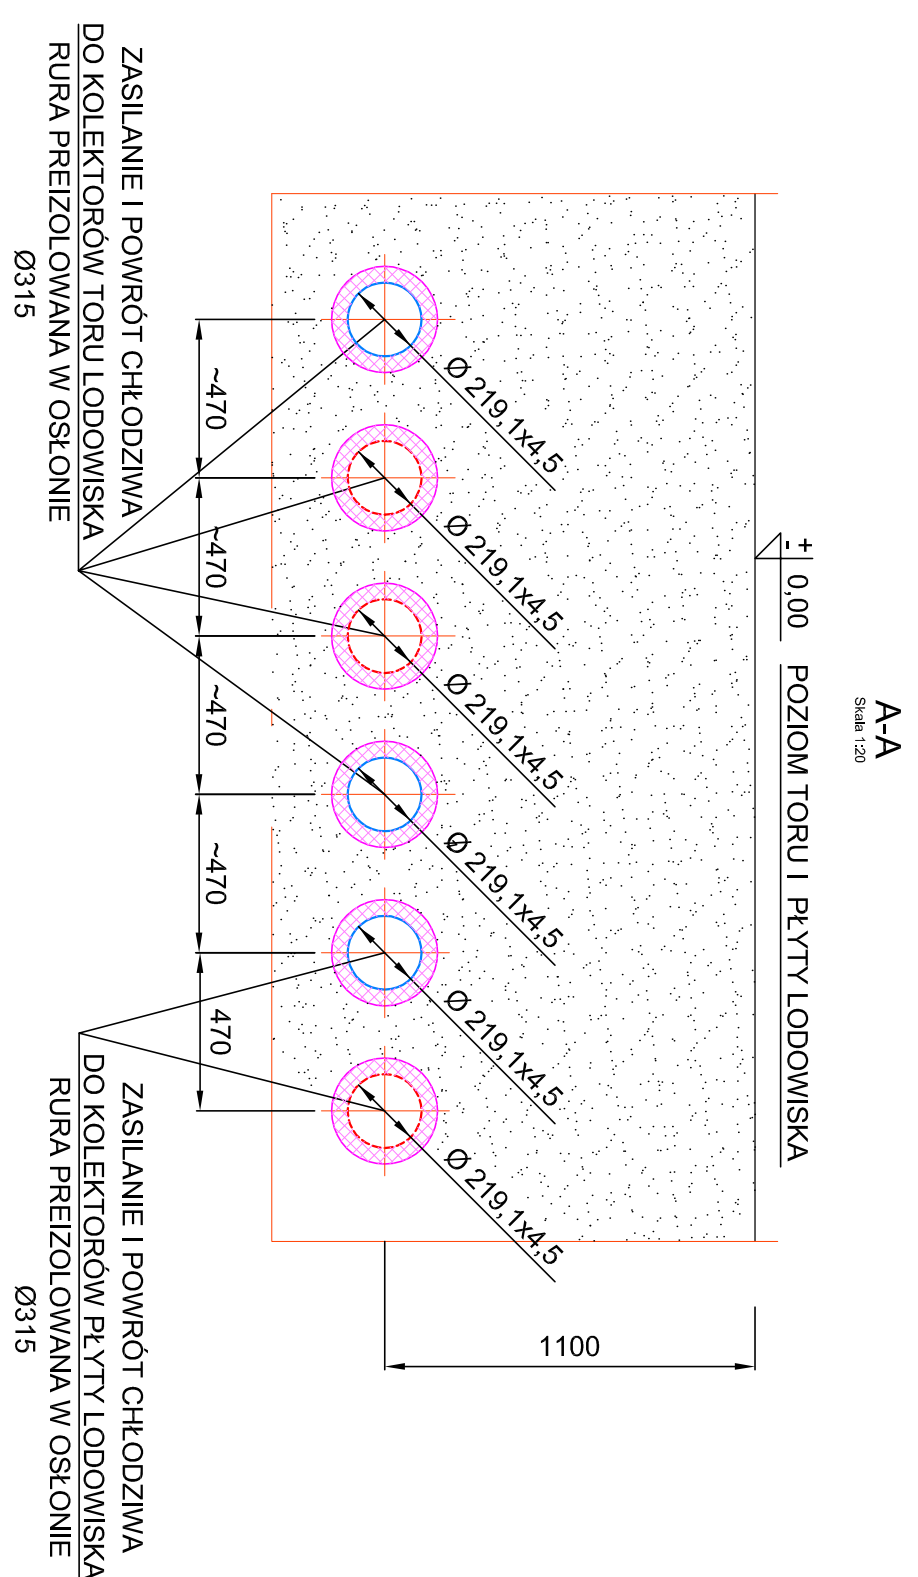 A-A
Skala 1:20
+
-
0,00
POZIOM TORU I PŁYTY LODOWISKA
Ø 219,1x4,5
Ø 219,1x4,5
Ø 219,1x4,5
Ø 219,1x4,5
Ø 219,1x4,5
Ø 219,1x4,5
1100
~470
~470
~470
~470
470
ZASILANIE I POWRÓT CHŁODZIWA
DO KOLEKTORÓW TORU LODOWISKA
RURA PREIZOLOWANA W OSŁONIE
Ø315
ZASILANIE I POWRÓT CHŁODZIWA
DO KOLEKTORÓW PŁYTY LODOWISKA
RURA PREIZOLOWANA W OSŁONIE
Ø315